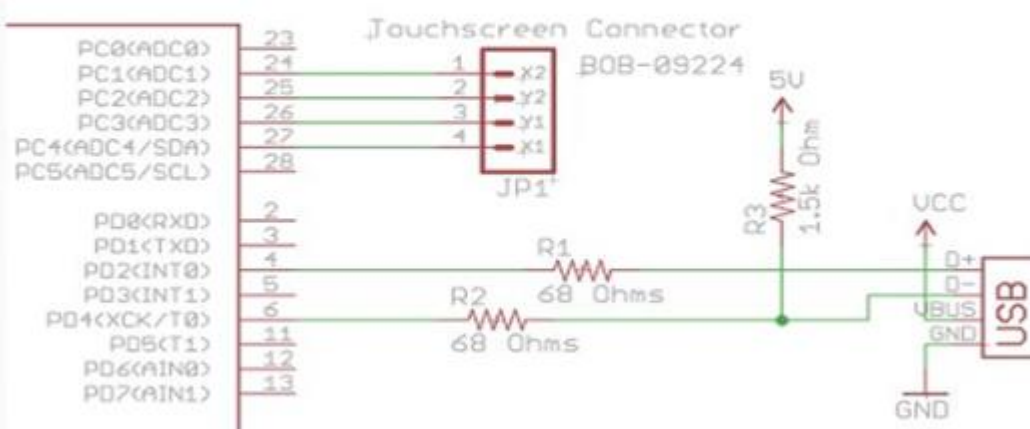 Touchscreen Connector
BOB-09224
PC0(ADC0) 23
PC1(ADC1) 24
PC2(ADC2) 25
PC3(ADC3) 26
PC4(ADC4/SDA) 27
PC5(ADC5/SCL) 28
1 X2
2 Y2
3 Y1
4 X1
JP1
5V
R3
1.5k Ohm
VCC
PD0(RXD) 2
PD1(TXD) 3
PD2(INT0) 4
PD3(INT1) 5
PD4(XCK/T0) 6
PD5(T1) 11
PD6(AIN0) 12
PD7(AIN1) 13
R1
68 Ohms
R2
68 Ohms
D+
D-
VBUS
GND
USB
GND